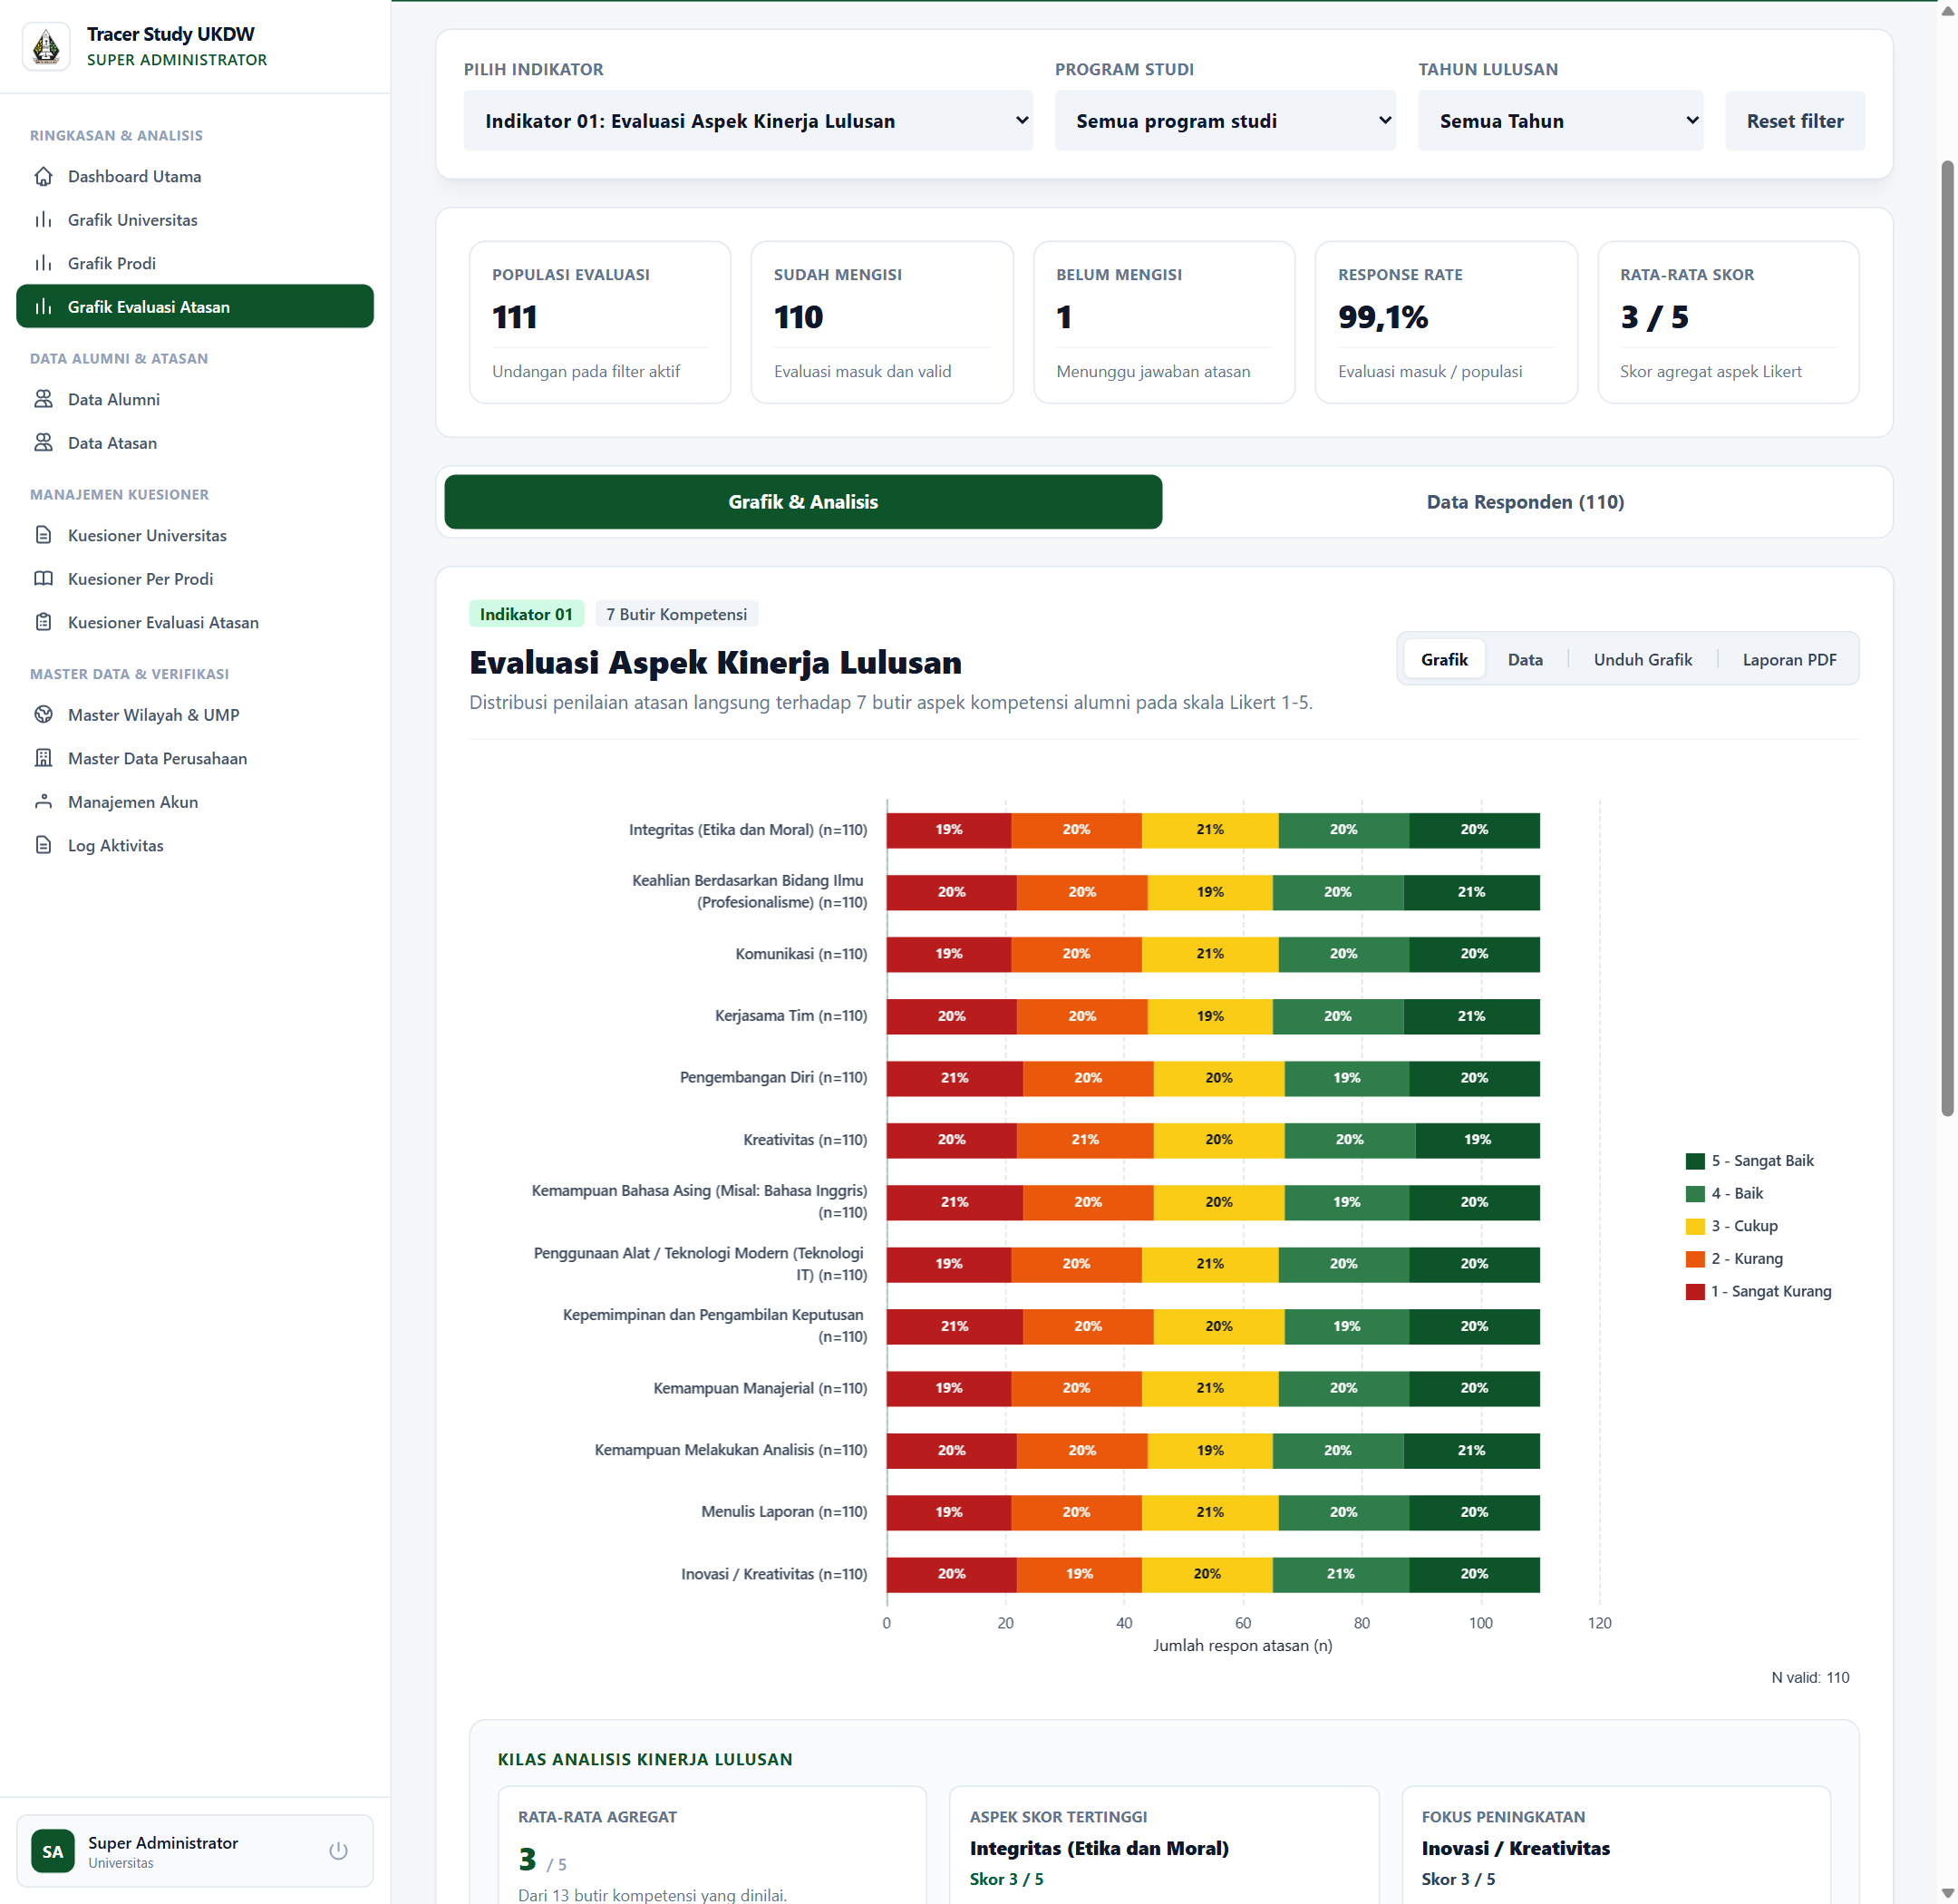 Tracer Study UKDW
SUPER ADMINISTRATOR
RINGKASAN & ANALISIS
Dashboard Utama
Grafik Universitas
Grafik Prodi
Grafik Evaluasi Atasan
DATA ALUMNI & ATASAN
Data Alumni
Data Atasan
MANAJEMEN KUESIONER
Kuesioner Universitas
Kuesioner Per Prodi
Kuesioner Evaluasi Atasan
MASTER DATA & VERIFIKASI
Master Wilayah & UMP
Master Data Perusahaan
Manajemen Akun
Log Aktivitas
SA
Super Administrator
Universitas
PILIH INDIKATOR
Indikator 01: Evaluasi Aspek Kinerja Lulusan
PROGRAM STUDI
Semua program studi
TAHUN LULUSAN
Semua Tahun
Reset filter
POPULASI EVALUASI
111
Undangan pada filter aktif
SUDAH MENGISI
110
Evaluasi masuk dan valid
BELUM MENGISI
1
Menunggu jawaban atasan
RESPONSE RATE
99,1%
Evaluasi masuk / populasi
RATA-RATA SKOR
3 / 5
Skor agregat aspek Likert
Grafik & Analisis
Data Responden (110)
Indikator 01
7 Butir Kompetensi
Evaluasi Aspek Kinerja Lulusan
Distribusi penilaian atasan langsung terhadap 7 butir aspek kompetensi alumni pada skala Likert 1-5.
Grafik
Data
Unduh Grafik
Laporan PDF
Integritas (Etika dan Moral) (n=110)
19% 20% 21% 20% 20%
Keahlian Berdasarkan Bidang Ilmu
(Profesionalisme) (n=110)
20% 20% 19% 20% 21%
Komunikasi (n=110)
19% 20% 21% 20% 20%
Kerjasama Tim (n=110)
20% 20% 19% 20% 21%
Pengembangan Diri (n=110)
21% 20% 20% 19% 20%
Kreativitas (n=110)
20% 21% 20% 20% 19%
Kemampuan Bahasa Asing (Misal: Bahasa Inggris)
(n=110)
21% 20% 20% 19% 20%
Penggunaan Alat / Teknologi Modern (Teknologi
IT) (n=110)
19% 20% 21% 20% 20%
Kepemimpinan dan Pengambilan Keputusan
(n=110)
21% 20% 20% 19% 20%
Kemampuan Manajerial (n=110)
19% 20% 21% 20% 20%
Kemampuan Melakukan Analisis (n=110)
20% 20% 19% 20% 21%
Menulis Laporan (n=110)
19% 20% 21% 20% 20%
Inovasi / Kreativitas (n=110)
20% 19% 20% 21% 20%
0 20 40 60 80 100 120
Jumlah respon atasan (n)
5 - Sangat Baik
4 - Baik
3 - Cukup
2 - Kurang
1 - Sangat Kurang
N valid: 110
KILAS ANALISIS KINERJA LULUSAN
RATA-RATA AGREGAT
3 / 5
Dari 13 butir kompetensi yang dinilai.
ASPEK SKOR TERTINGGI
Integritas (Etika dan Moral)
Skor 3 / 5
FOKUS PENINGKATAN
Inovasi / Kreativitas
Skor 3 / 5